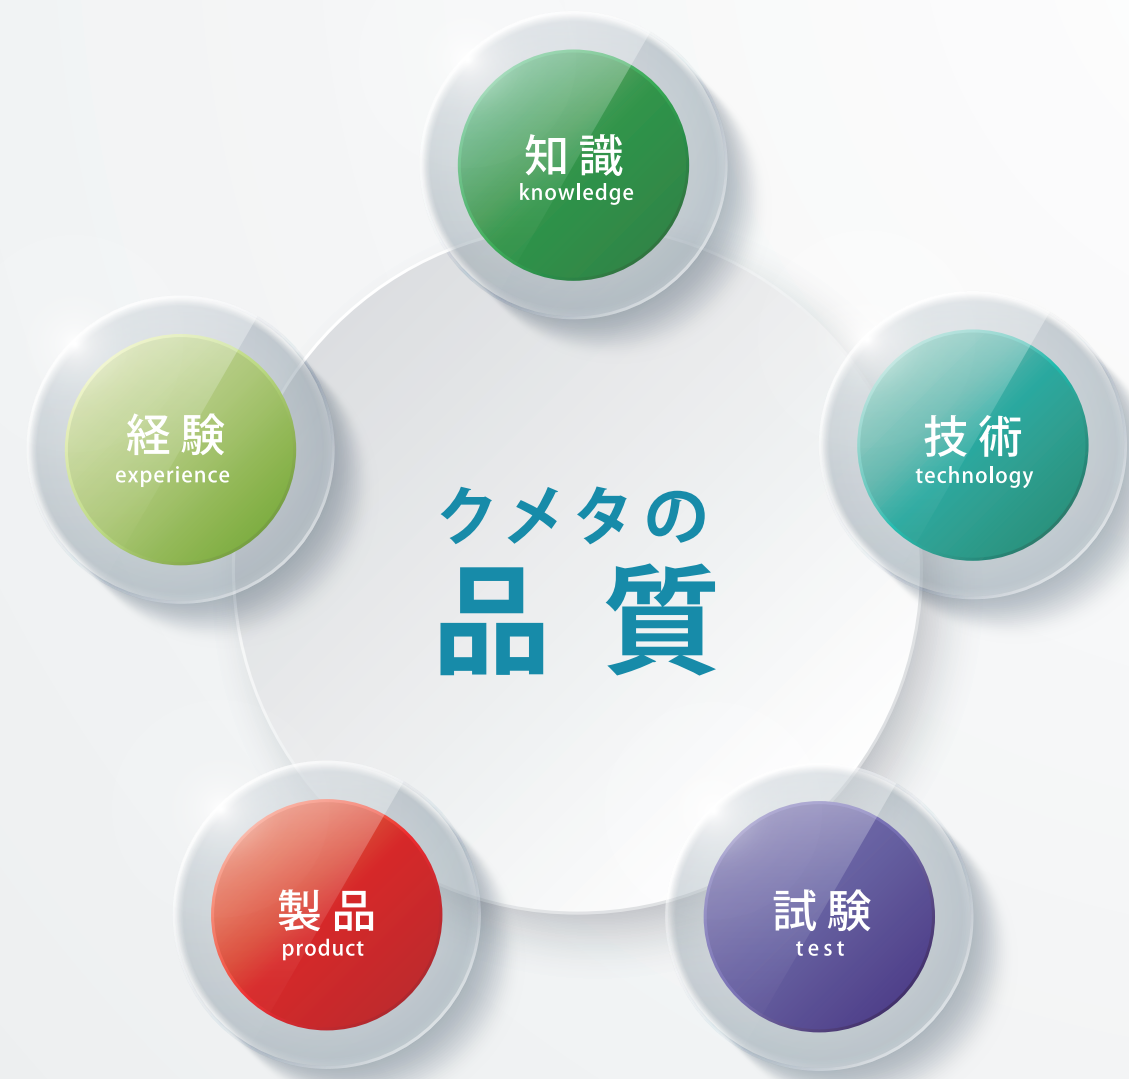 知識
knowledge
経験
experience
技術
technology
クメタの
品質
製品
product
試験
test